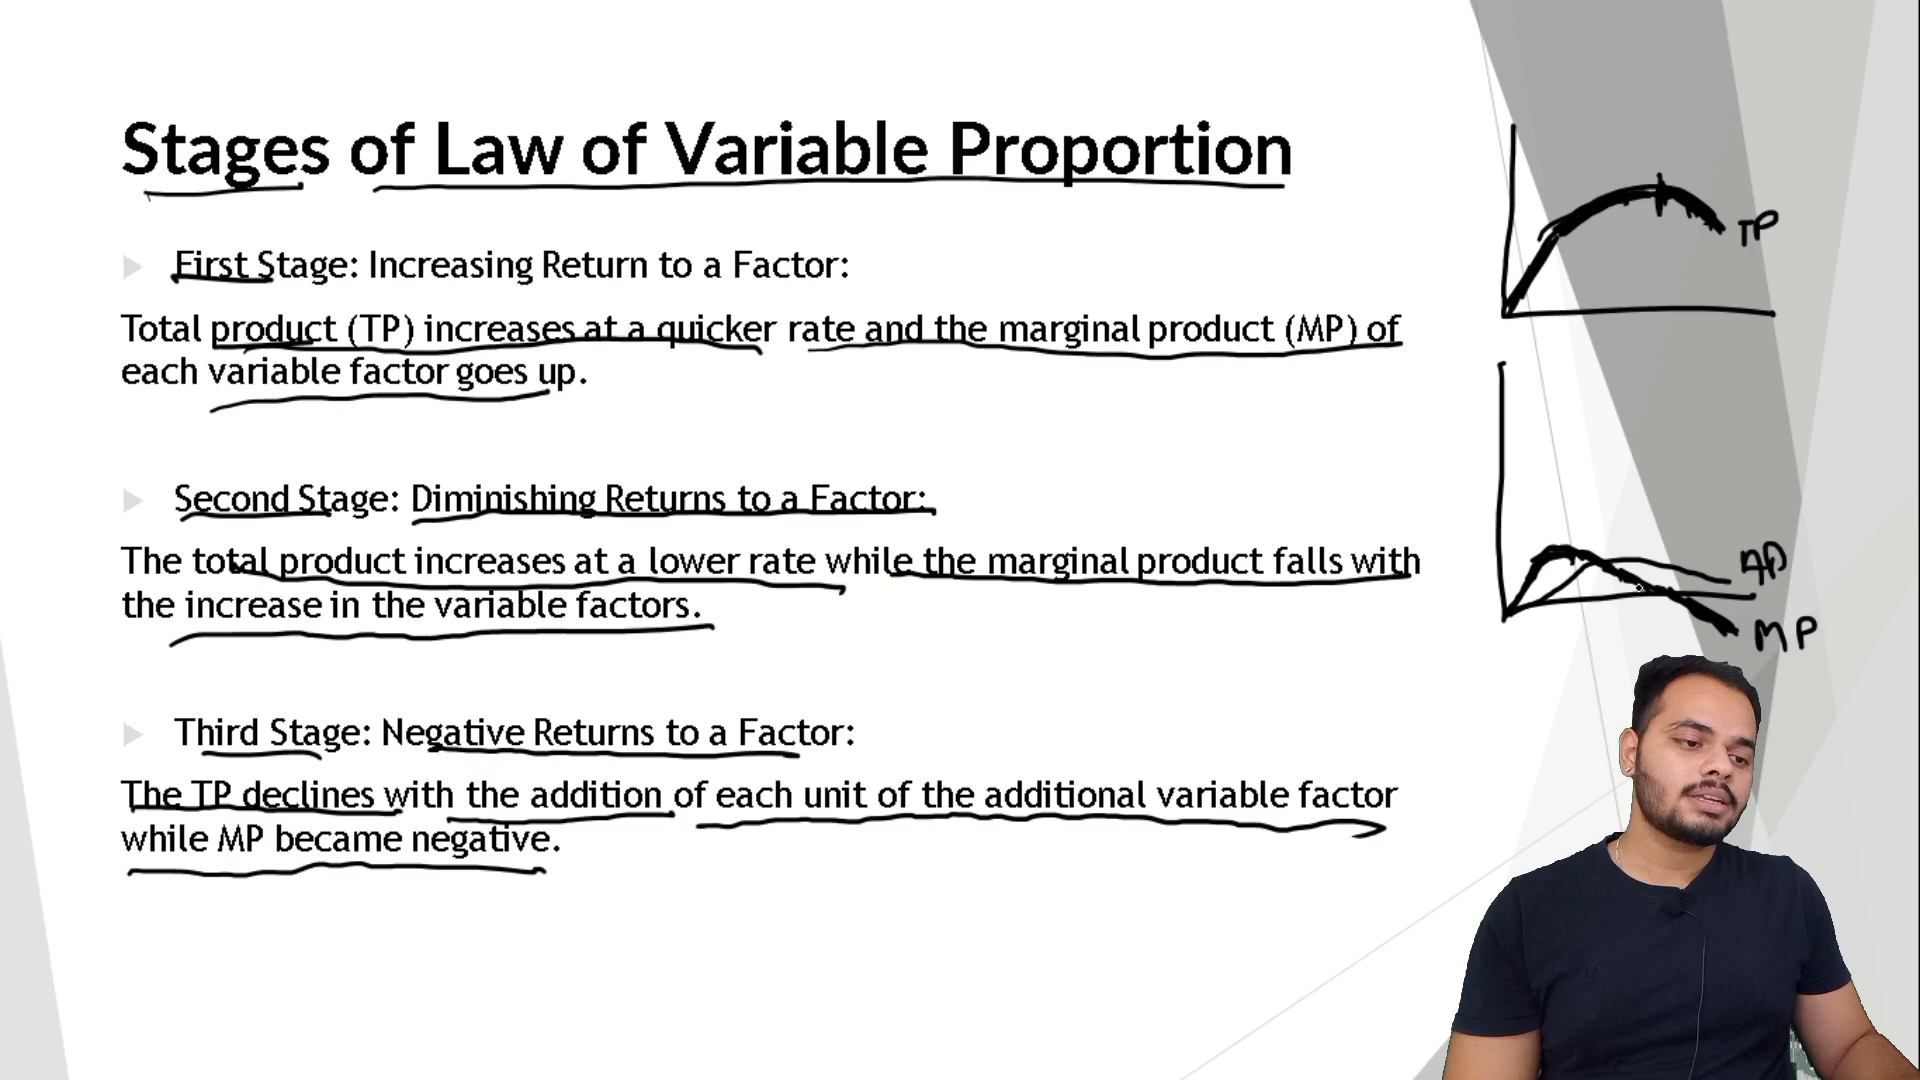 Stages of Law of Variable Proportion
First Stage: Increasing Return to a Factor:
Total product (TP) increases at a quicker rate and the marginal product (MP) of
each variable factor goes up.
Second Stage: Diminishing Returns to a Factor:
The total product increases at a lower rate while the marginal product falls with
the increase in the variable factors.
Third Stage: Negative Returns to a Factor:
The TP declines with the addition of each unit of the additional variable factor
while MP became negative.
TP
AP
MP